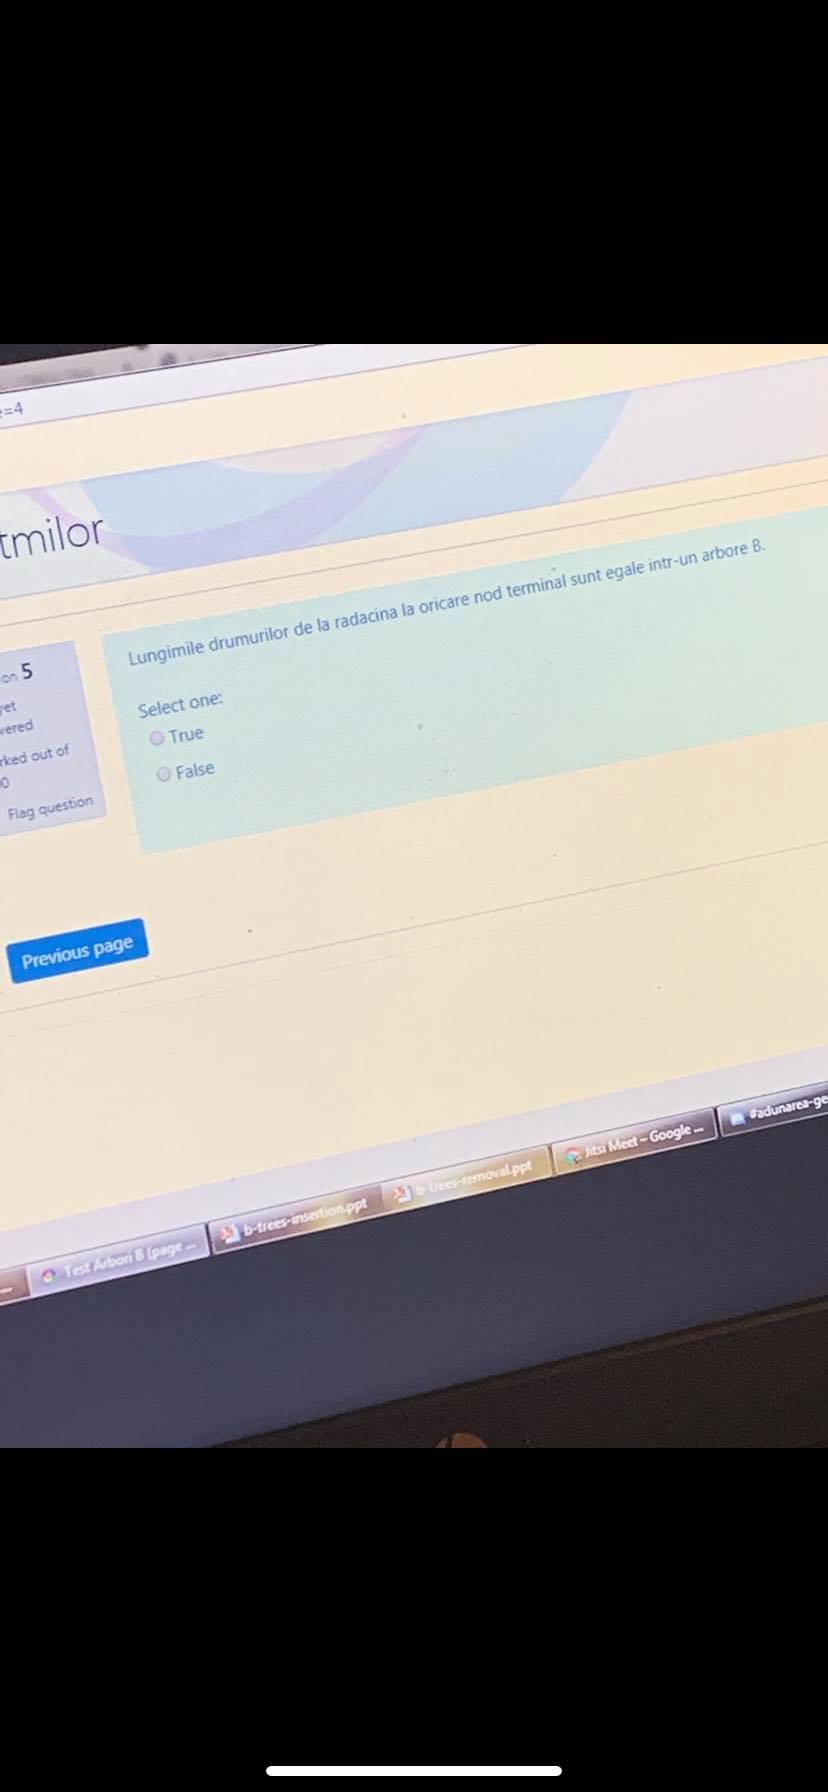 =4
tmilor
on 5
yet
vered
rked out of
0
Flag question
Lungimile drumurilor de la radacina la oricare nod terminal sunt egale intr-un arbore B.
Select one:
True
False
Previous page
Test Arbori B (page ...
b-trees-insertion.ppt
b-trees-removal.ppt
Jitsi Meet - Google ...
#adunarea-ge